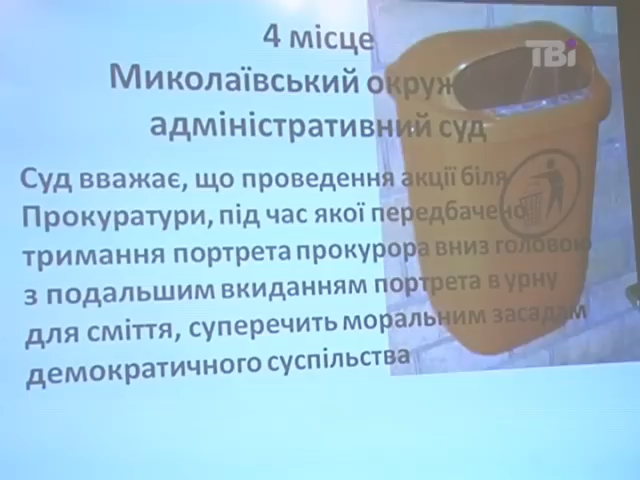 ТВі
4 місце
Миколаївський окруж
адміністративний суд
Суд вважає, що проведення акції біля
Прокуратури, під час якої передбачено
тримання портрета прокурора вниз головою
з подальшим вкиданням портрета в урну
для сміття, суперечить моральним засадам
демократичного суспільства